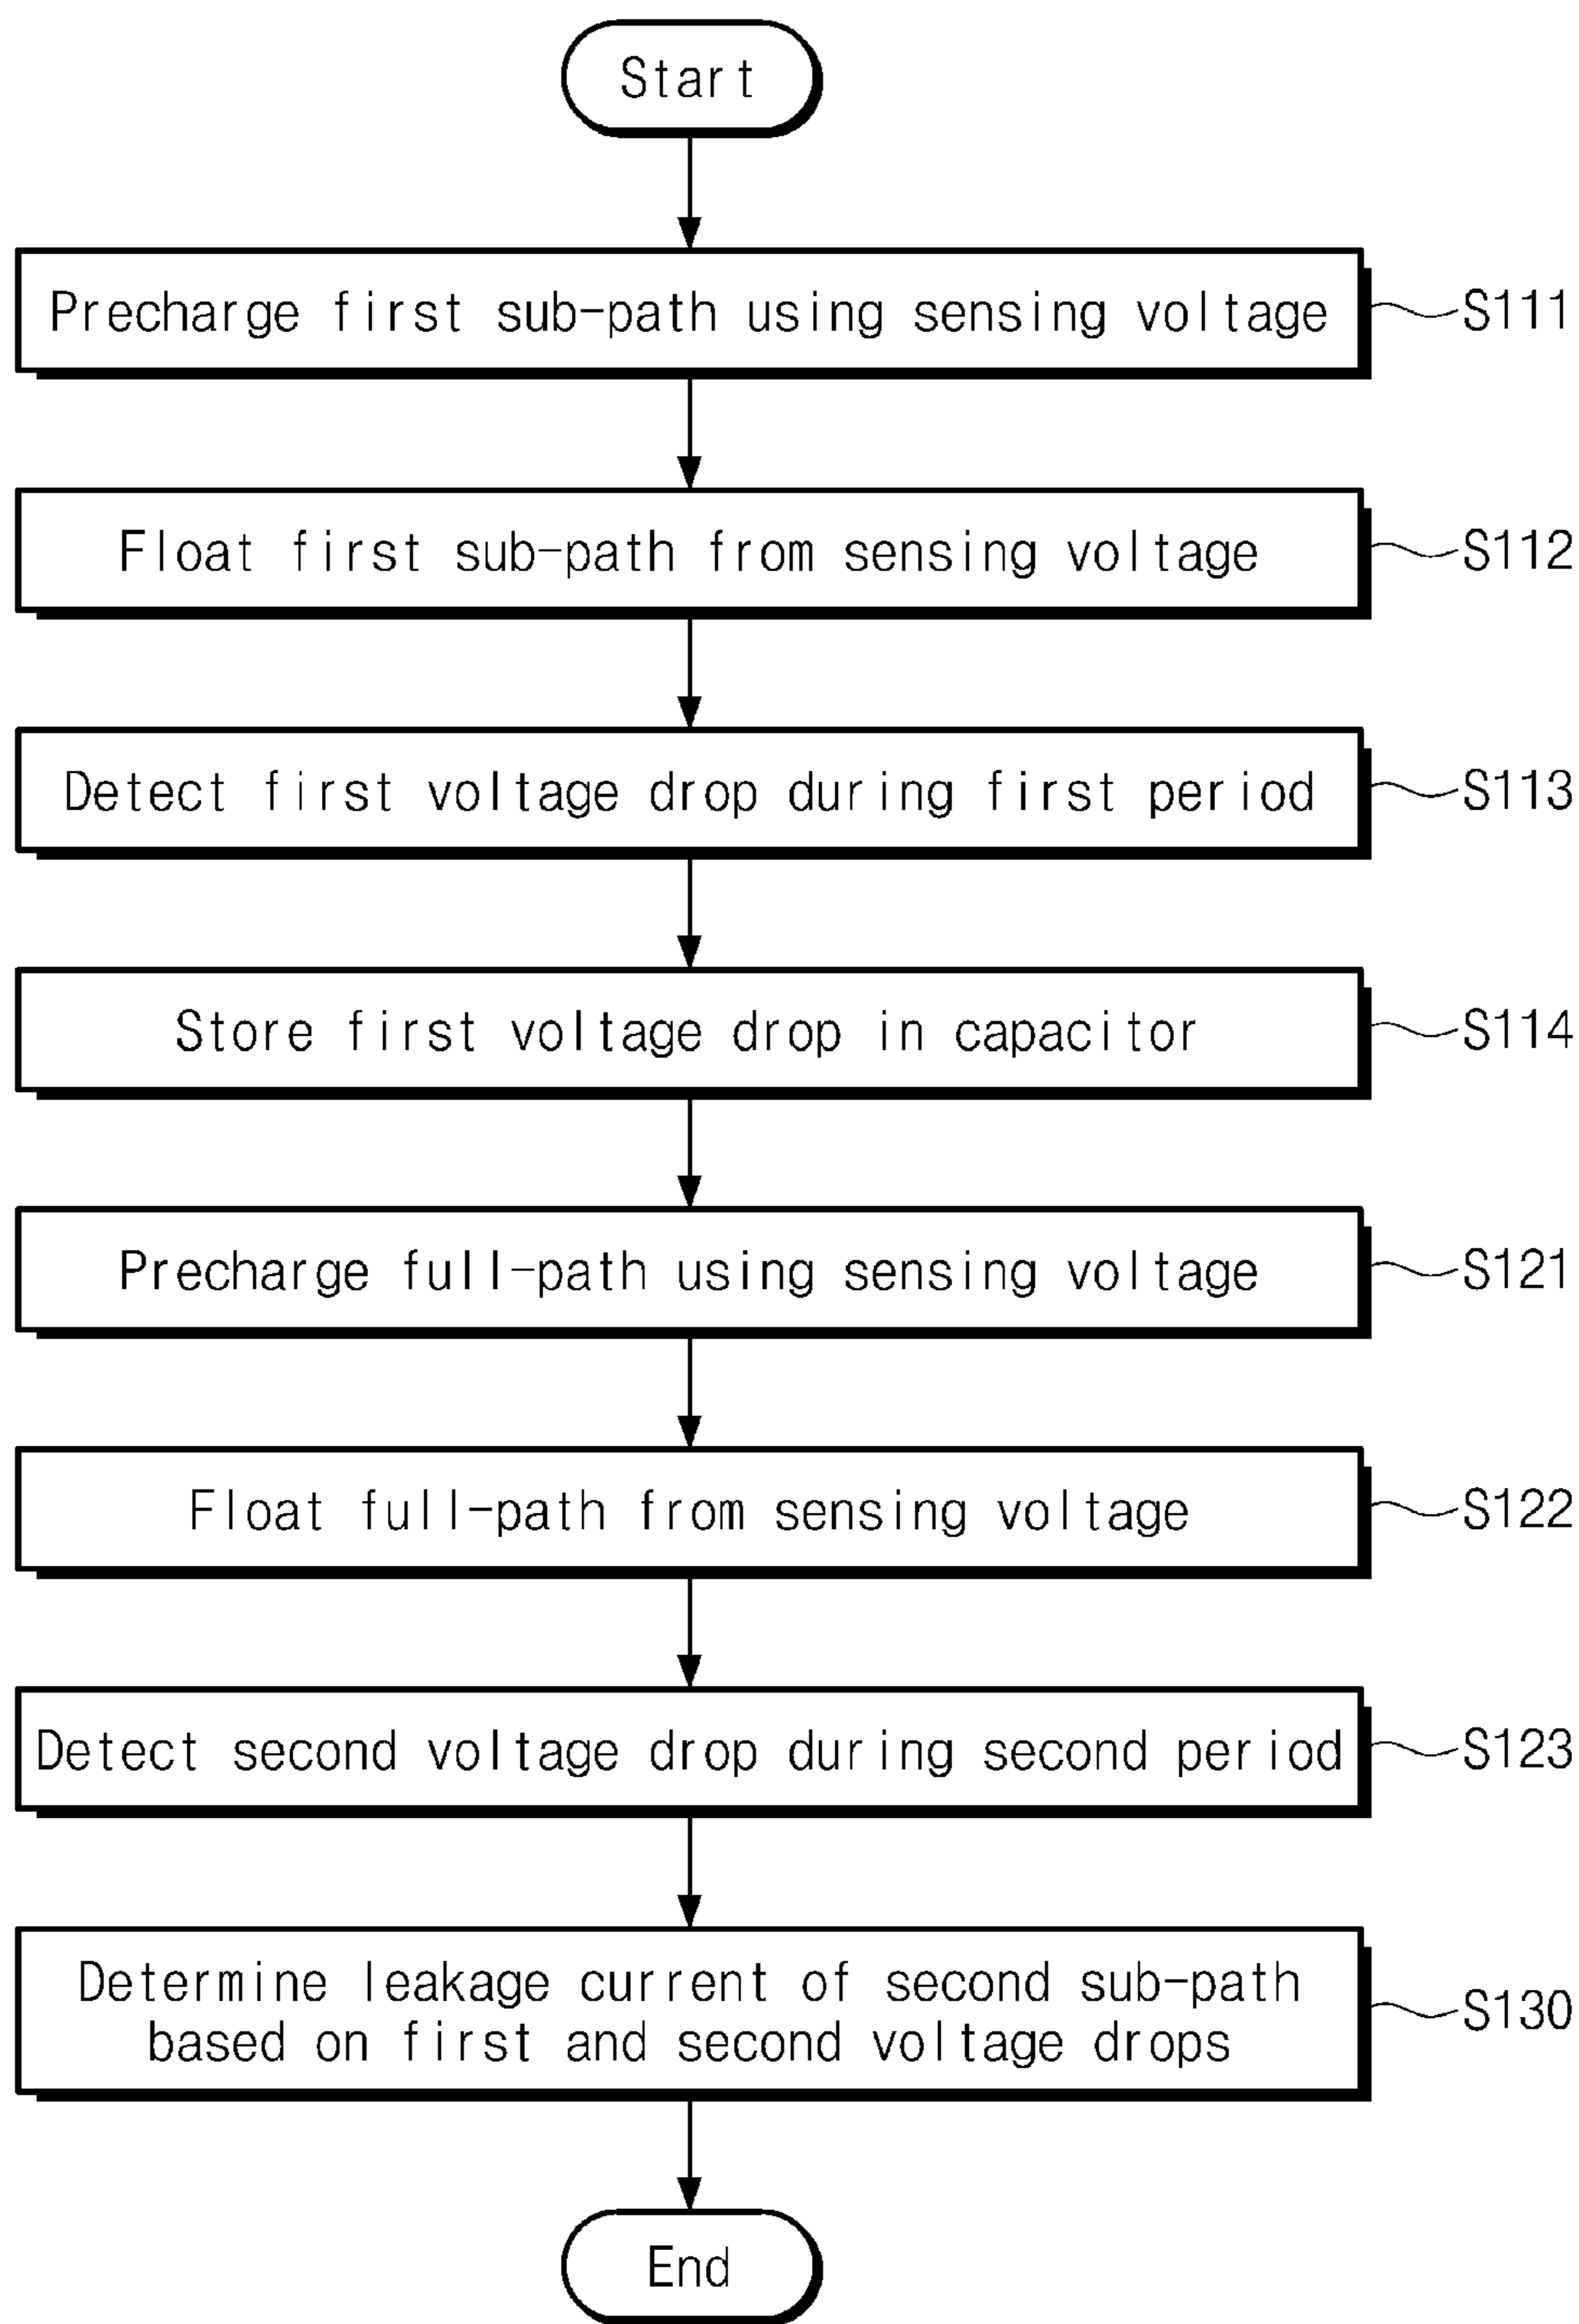 Start
Precharge first sub-path using sensing voltage
S111
Float first sub-path from sensing voltage
S112
Detect first voltage drop during first period
S113
Store first voltage drop in capacitor
S114
Precharge full-path using sensing voltage
S121
Float full-path from sensing voltage
S122
Detect second voltage drop during second period
S123
Determine leakage current of second sub-path
based on first and second voltage drops
S130
End